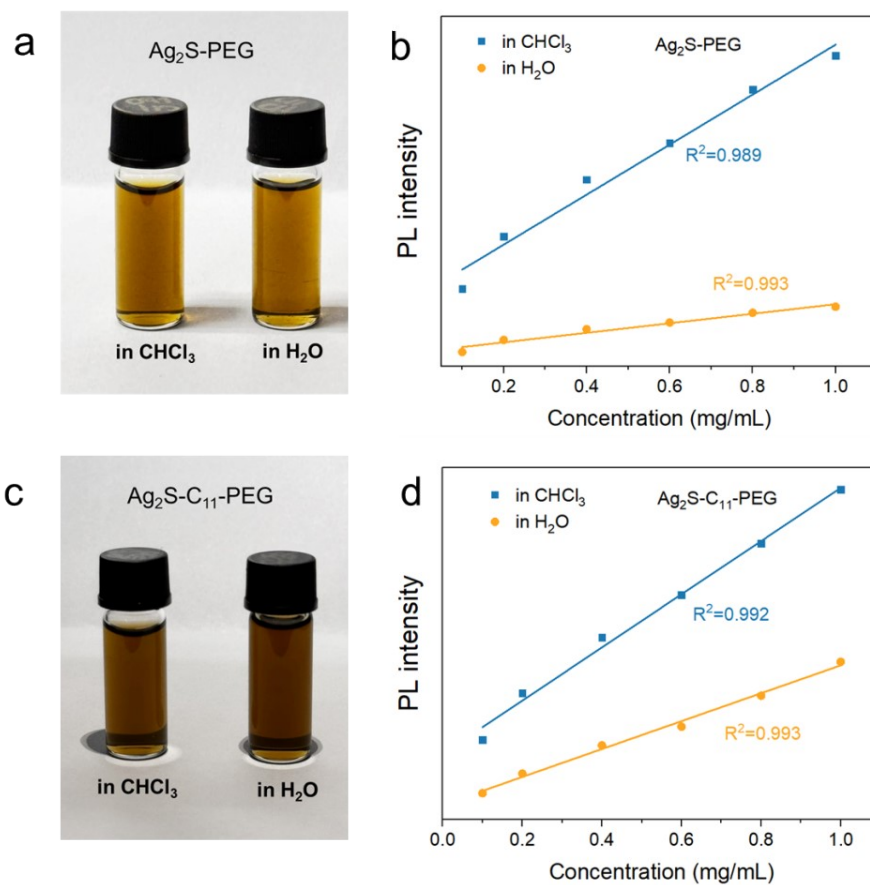 a
Ag₂S-PEG
in CHCl₃
in H₂O
b
in CHCl₃
in H₂O
Ag₂S-PEG
R²=0.989
R²=0.993
PL intensity
0.2 0.4 0.6 0.8 1.0
Concentration (mg/mL)
c
Ag₂S-C₁₁-PEG
in CHCl₃
in H₂O
d
in CHCl₃
in H₂O
Ag₂S-C₁₁-PEG
R²=0.992
R²=0.993
PL intensity
0.0 0.2 0.4 0.6 0.8 1.0
Concentration (mg/mL)